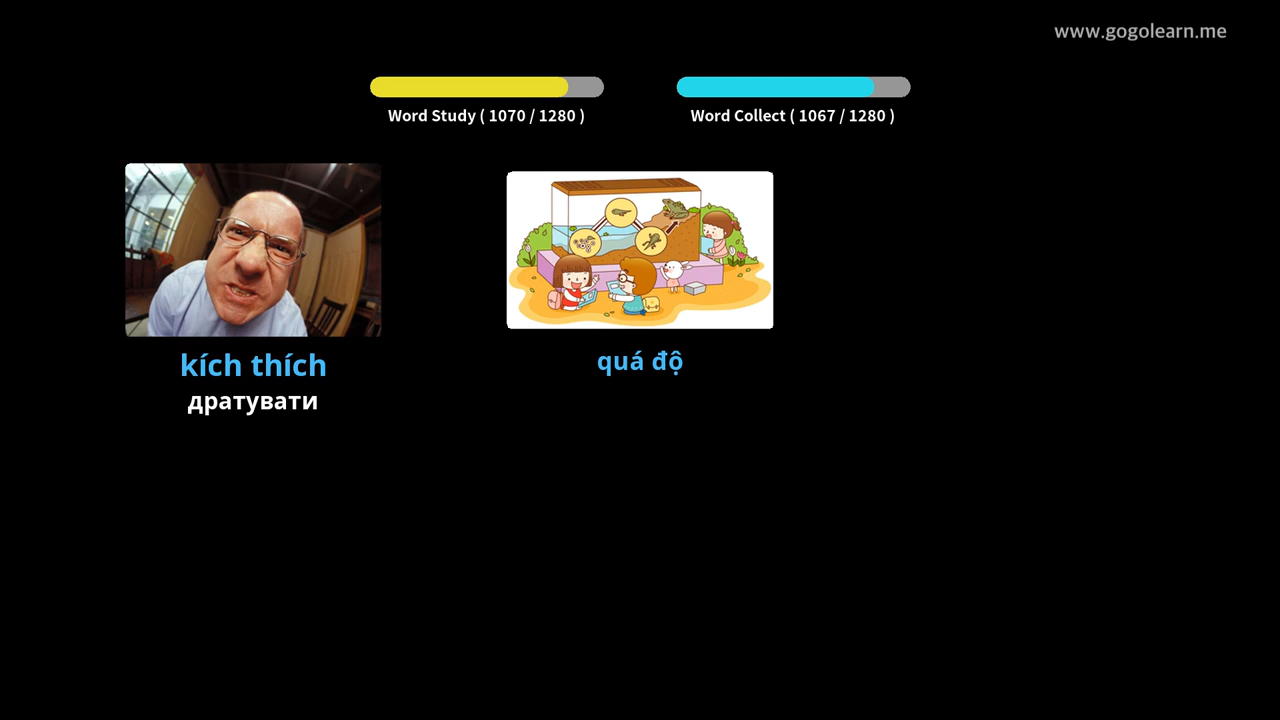 www.gogolearn.me
Word Study ( 1070 / 1280 )
Word Collect ( 1067 / 1280 )
kích thích
дратувати
quá độ